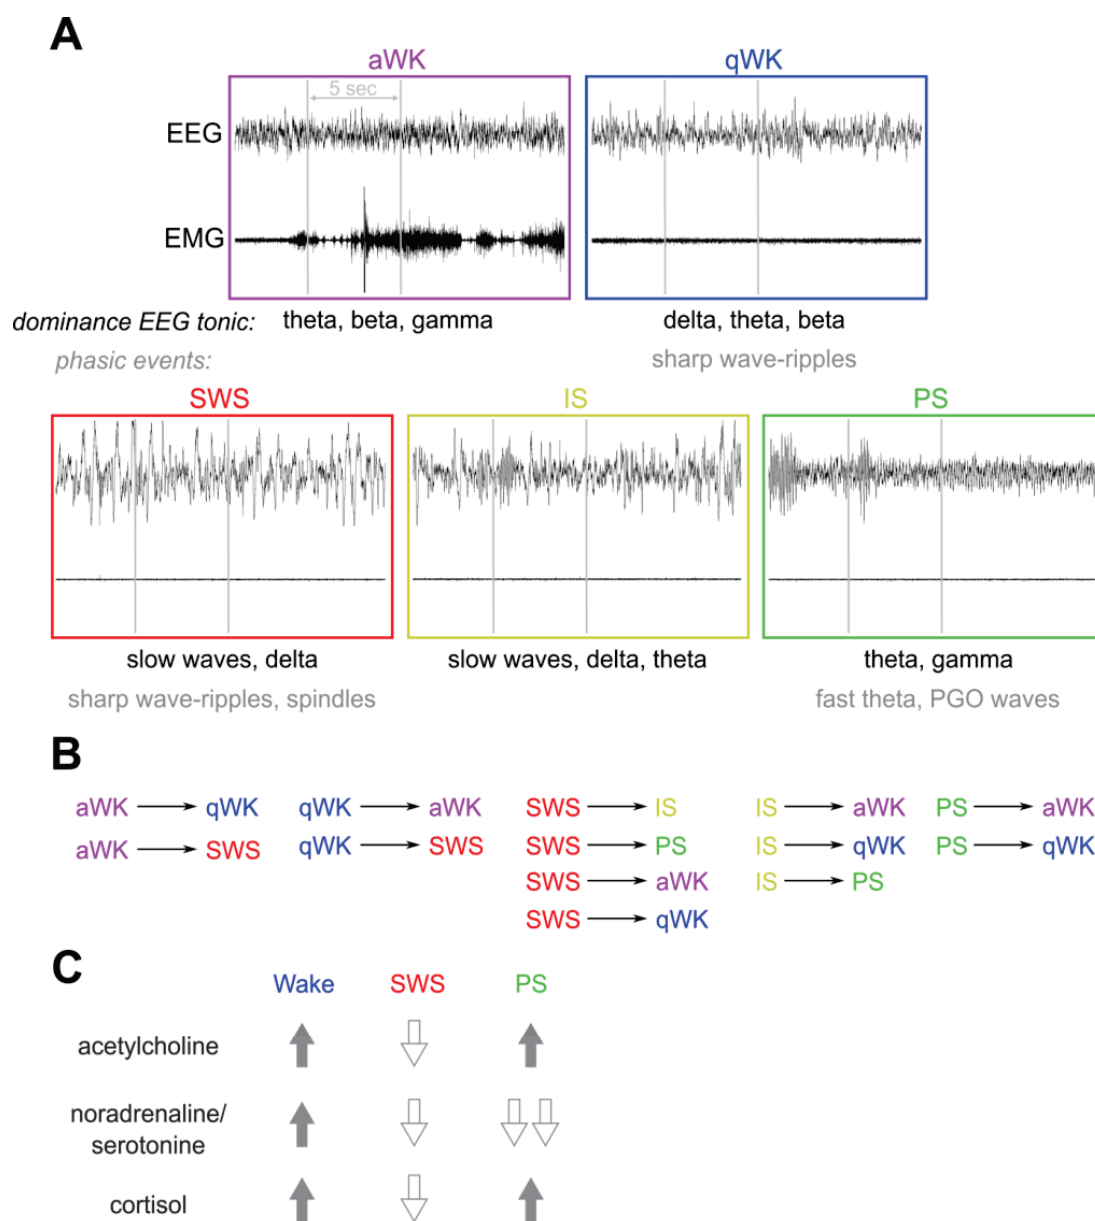 A
aWK
qWK
5 sec
EEG
EMG
dominance EEG tonic:
theta, beta, gamma
delta, theta, beta
phasic events:
sharp wave-ripples
SWS
IS
PS
slow waves, delta
slow waves, delta, theta
theta, gamma
sharp wave-ripples, spindles
fast theta, PGO waves
B
aWK → qWK
qWK → aWK
SWS → IS
IS → aWK
PS → aWK
aWK → SWS
qWK → SWS
SWS → PS
IS → qWK
PS → qWK
SWS → aWK
IS → PS
SWS → qWK
C
Wake
SWS
PS
acetylcholine
noradrenaline/
serotonine
cortisol